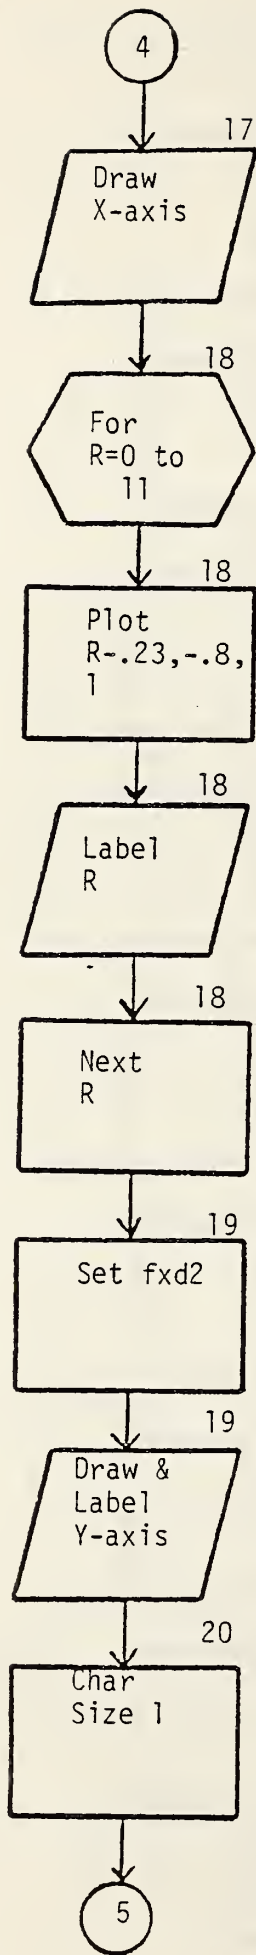 4
17
Draw
X-axis
18
For
R=0 to
11
18
Plot
R-.23,-.8,
1
18
Label
R
18
Next
R
19
Set fxd2
19
Draw &
Label
Y-axis
20
Char
Size 1
5